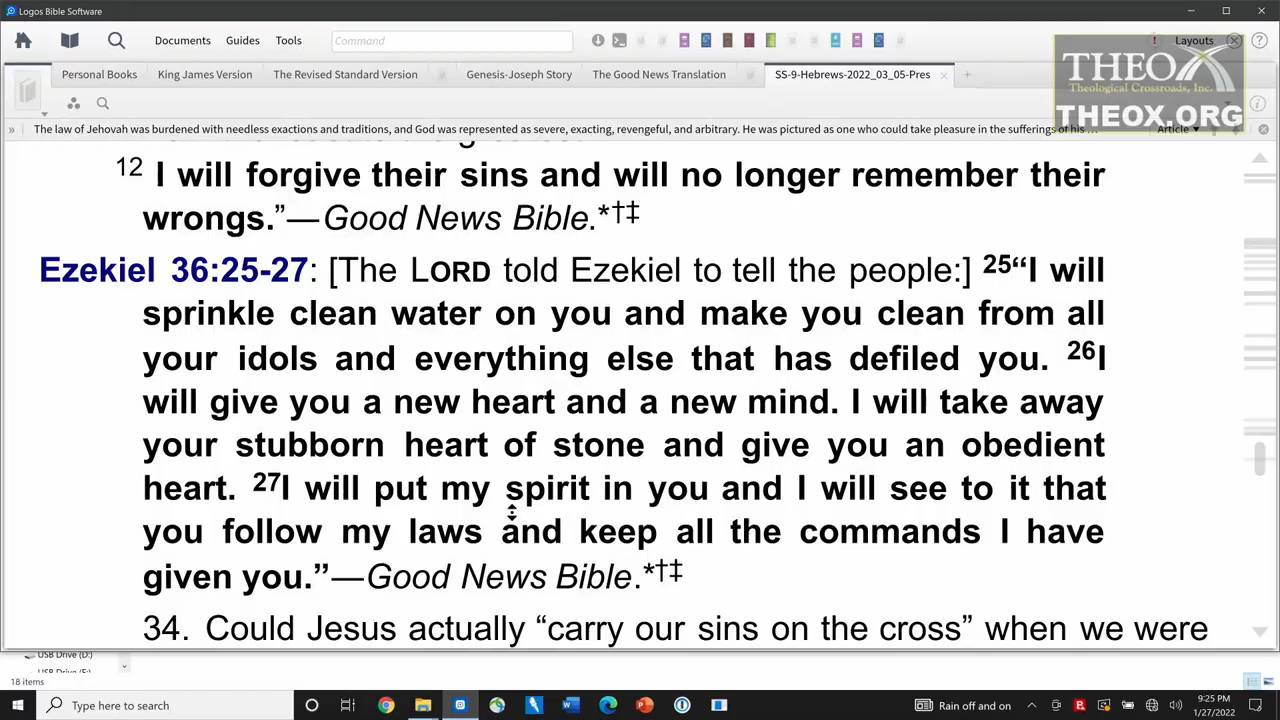 Logos Bible Software
Documents Guides Tools Command Layouts
THEOX
Theological Crossroads, Inc.
THEOX.ORG
Personal Books King James Version The Revised Standard Version Genesis-Joseph Story The Good News Translation SS-9-Hebrews-2022_03_05-Pres
» The law of Jehovah was burdened with needless exactions and traditions, and God was represented as severe, exacting, revengeful, and arbitrary. He was pictured as one who could take pleasure in the sufferings of his ... Article
12 I will forgive their sins and will no longer remember their
wrongs.”—Good News Bible.*†‡
Ezekiel 36:25-27: [The LORD told Ezekiel to tell the people:] 25“I will
sprinkle clean water on you and make you clean from all
your idols and everything else that has defiled you. 26I
will give you a new heart and a new mind. I will take away
your stubborn heart of stone and give you an obedient
heart. 27I will put my spirit in you and I will see to it that
you follow my laws and keep all the commands I have
given you.”—Good News Bible.*†‡
34. Could Jesus actually “carry our sins on the cross” when we were
USB Drive (D:)
18 items
Type here to search
Rain off and on
9:25 PM
1/27/2022